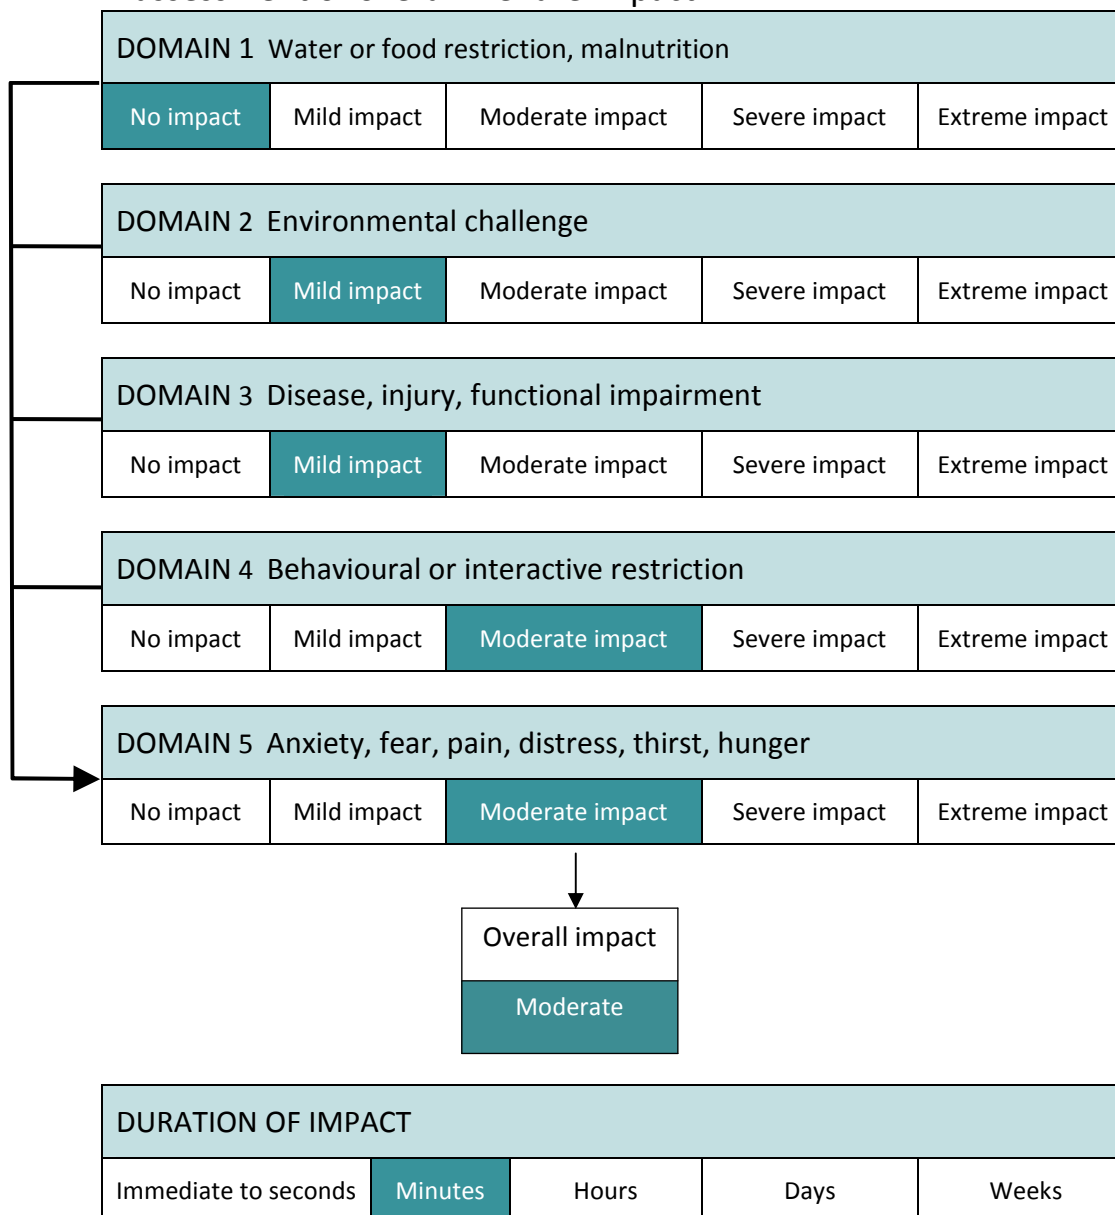 DOMAIN 1 Water or food restriction, malnutrition
No impact Mild impact Moderate impact Severe impact Extreme impact
DOMAIN 2 Environmental challenge
No impact Mild impact Moderate impact Severe impact Extreme impact
DOMAIN 3 Disease, injury, functional impairment
No impact Mild impact Moderate impact Severe impact Extreme impact
DOMAIN 4 Behavioural or interactive restriction
No impact Mild impact Moderate impact Severe impact Extreme impact
DOMAIN 5 Anxiety, fear, pain, distress, thirst, hunger
No impact Mild impact Moderate impact Severe impact Extreme impact
Overall impact
Moderate
DURATION OF IMPACT
Immediate to seconds Minutes Hours Days Weeks